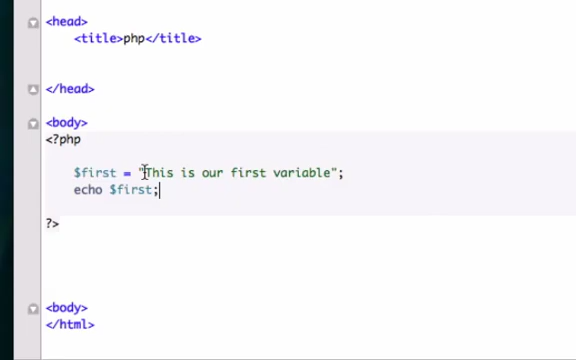 <head>
<title>php</title>
</head>
<body>
<?php
$first = "This is our first variable";
echo $first;
?>
<body>
</html>